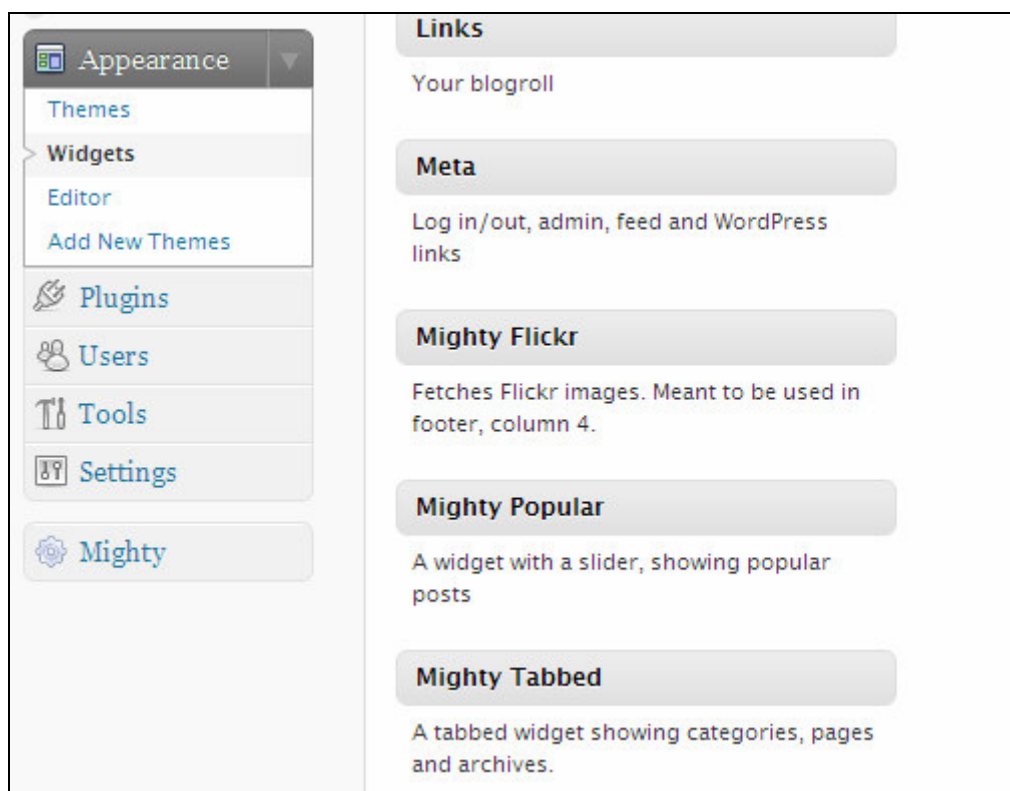 Appearance
Themes
Widgets
Editor
Add New Themes
Plugins
Users
Tools
Settings
Mighty
Links
Your blogroll
Meta
Log in/out, admin, feed and WordPress
links
Mighty Flickr
Fetches Flickr images. Meant to be used in
footer, column 4.
Mighty Popular
A widget with a slider, showing popular
posts
Mighty Tabbed
A tabbed widget showing categories, pages
and archives.